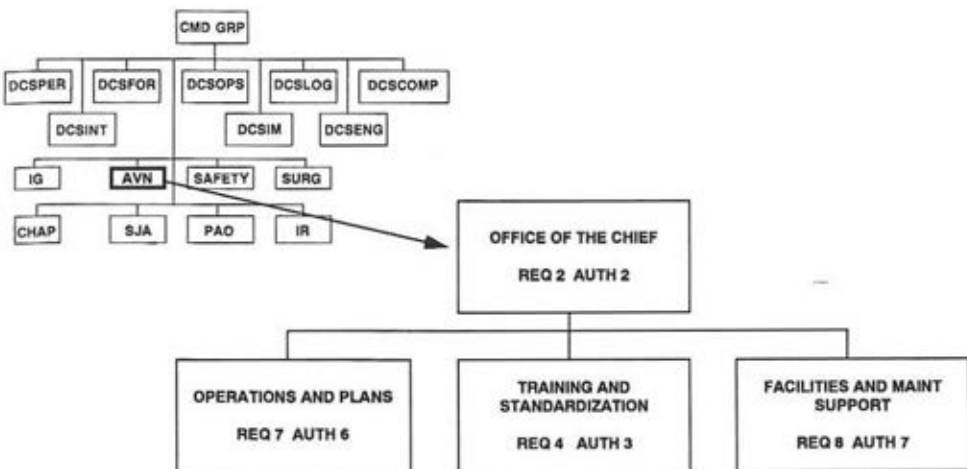 CMD GRP
DCSPER
DCSFOR
DCSOPS
DCSLOG
DCSCOMP
DCSINT
DCSIM
DCSENG
IG
AVN
SAFETY
SURG
CHAP
SJA
PAO
IR
OFFICE OF THE CHIEF
REQ 2 AUTH 2
OPERATIONS AND PLANS
REQ 7 AUTH 6
TRAINING AND
STANDARDIZATION
REQ 4 AUTH 3
FACILITIES AND MAINT
SUPPORT
REQ 8 AUTH 7